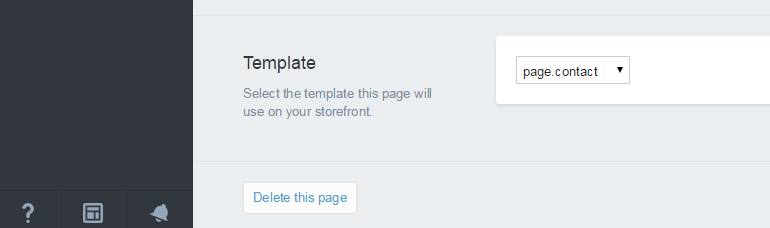 Template
Select the template this page will
use on your storefront.
page.contact
Delete this page